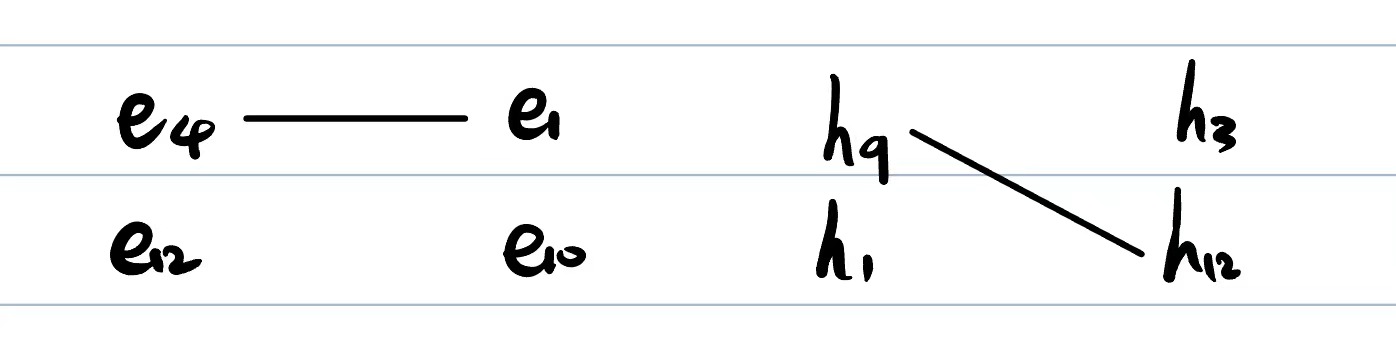 e₄ — e₁ h₉ h₃
e₁₂ e₁₀ h₁ h₁₂